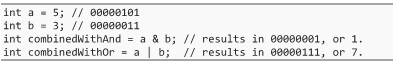 int a = 5; // 00000101
int b = 3; // 00000011
int combinedWithAnd = a & b; // results in 00000001, or 1.
int combinedWithOr = a | b;  // results in 00000111, or 7.